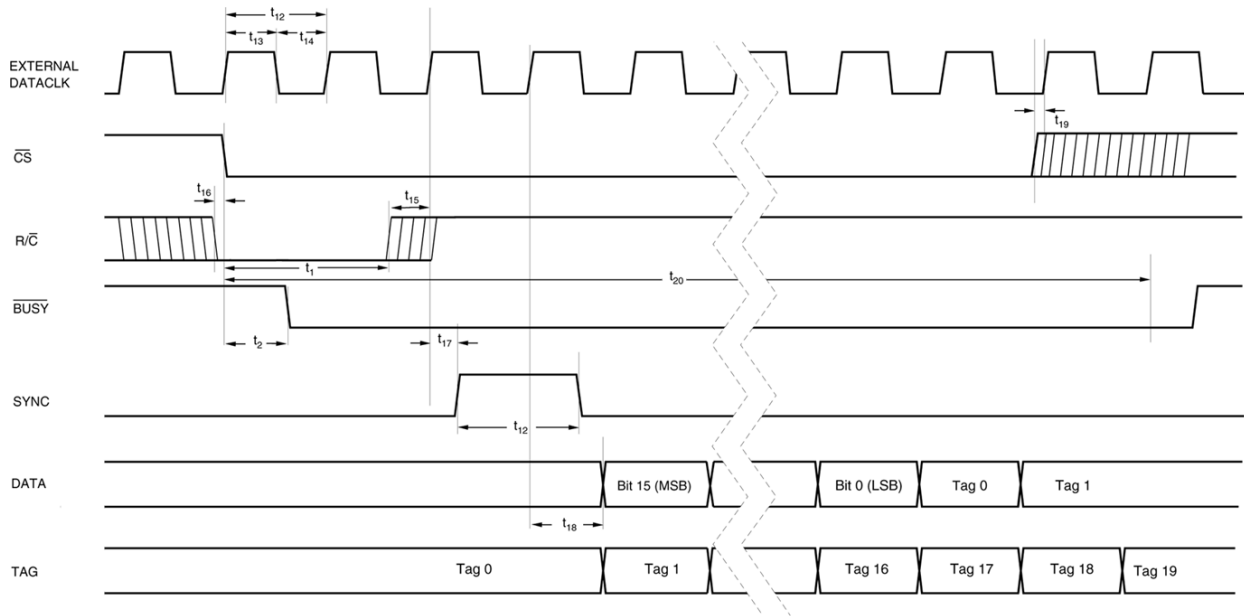 t12
t13 t14
EXTERNAL
DATACLK
t19
CS
t16
t15
R/C
t1
t20
BUSY
t2
t17
SYNC
t12
DATA
Bit 15 (MSB)
Bit 0 (LSB)
Tag 0
Tag 1
t18
TAG
Tag 0
Tag 1
Tag 16
Tag 17
Tag 18
Tag 19